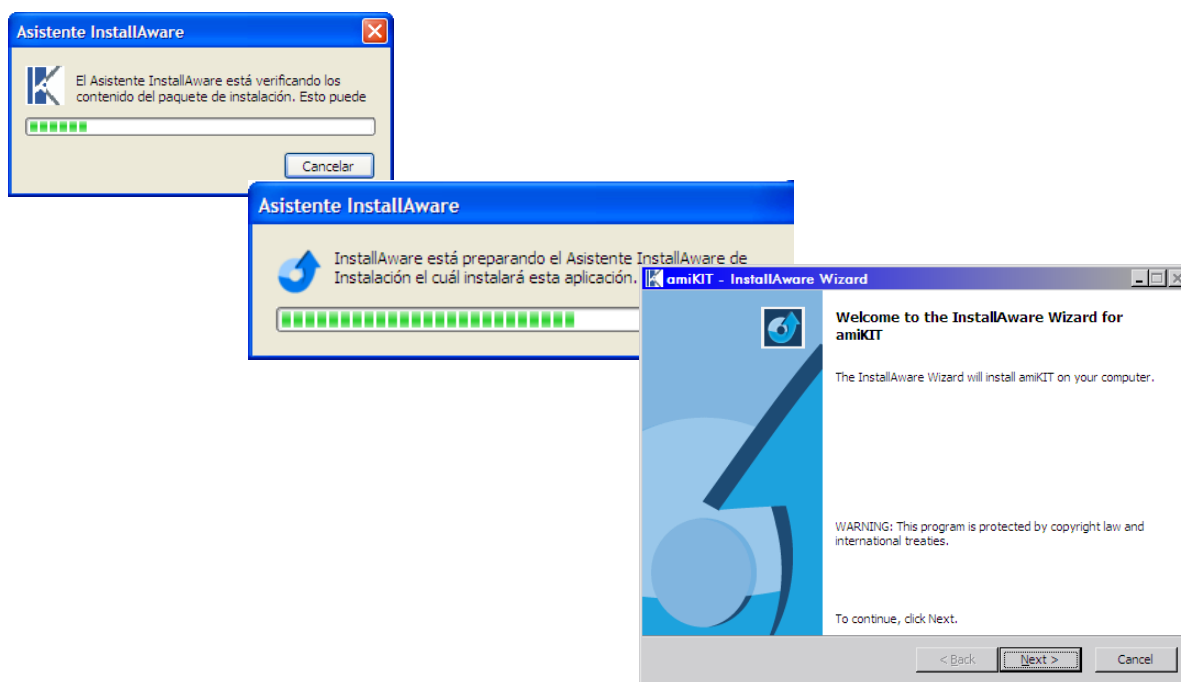 Asistente InstallAware
El Asistente InstallAware está verificando los
contenido del paquete de instalación. Esto puede
Cancelar
Asistente InstallAware
InstallAware está preparando el Asistente InstallAware de
Instalación el cuál instalará esta aplicación.
amiKIT - InstallAware Wizard
Welcome to the InstallAware Wizard for
amiKIT
The InstallAware Wizard will install amiKIT on your computer.
WARNING: This program is protected by copyright law and
international treaties.
To continue, click Next.
< Back
Next >
Cancel